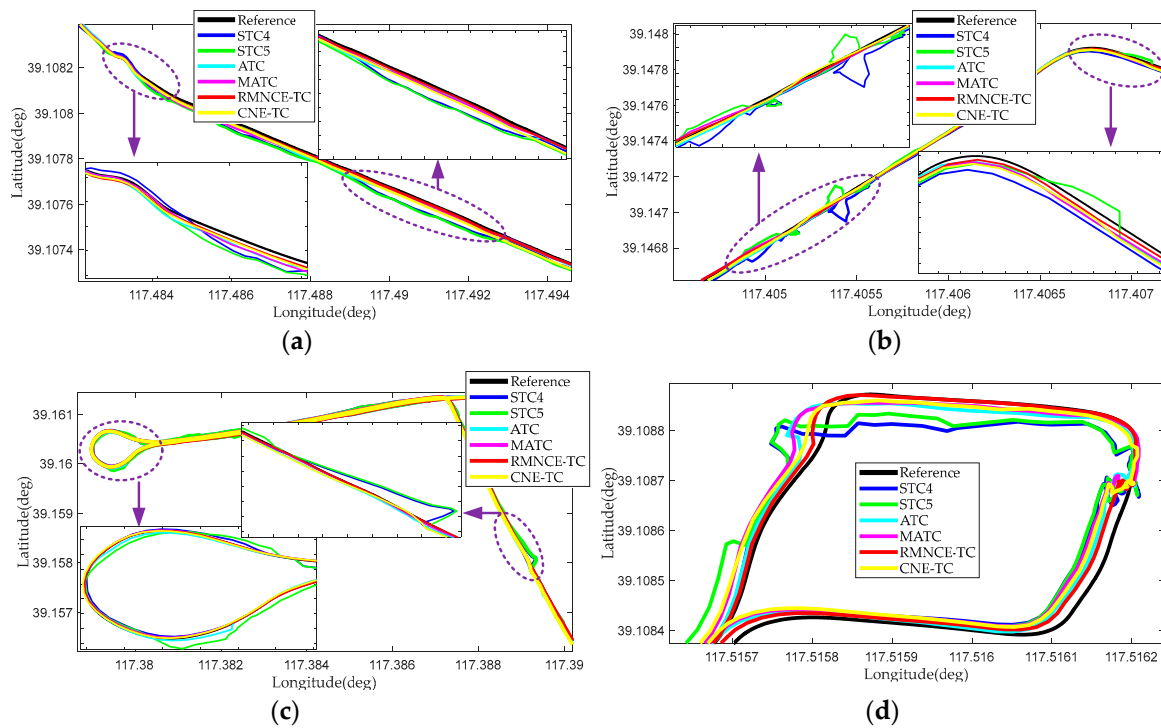 Reference
STC4
STC5
ATC
MATC
RMNCE-TC
CNE-TC
39.1082
39.108
39.1078
39.1076
39.1074
Latitude(deg)
117.484 117.486 117.488 117.49 117.492 117.494
Longitude(deg)
(a)
Reference
STC4
STC5
ATC
MATC
RMNCE-TC
CNE-TC
39.148
39.1478
39.1476
39.1474
39.1472
39.147
39.1468
Latitude(deg)
117.405 117.4055 117.406 117.4065 117.407
Longitude(deg)
(b)
Reference
STC4
STC5
ATC
MATC
RMNCE-TC
CNE-TC
39.161
39.16
39.159
39.158
39.157
Latitude(deg)
117.38 117.382 117.384 117.386 117.388 117.39
Longitude(deg)
(c)
Reference
STC4
STC5
ATC
MATC
RMNCE-TC
CNE-TC
39.1088
39.1087
39.1086
39.1085
39.1084
Latitude(deg)
117.5157 117.5158 117.5159 117.516 117.5161 117.5162
Longitude(deg)
(d)